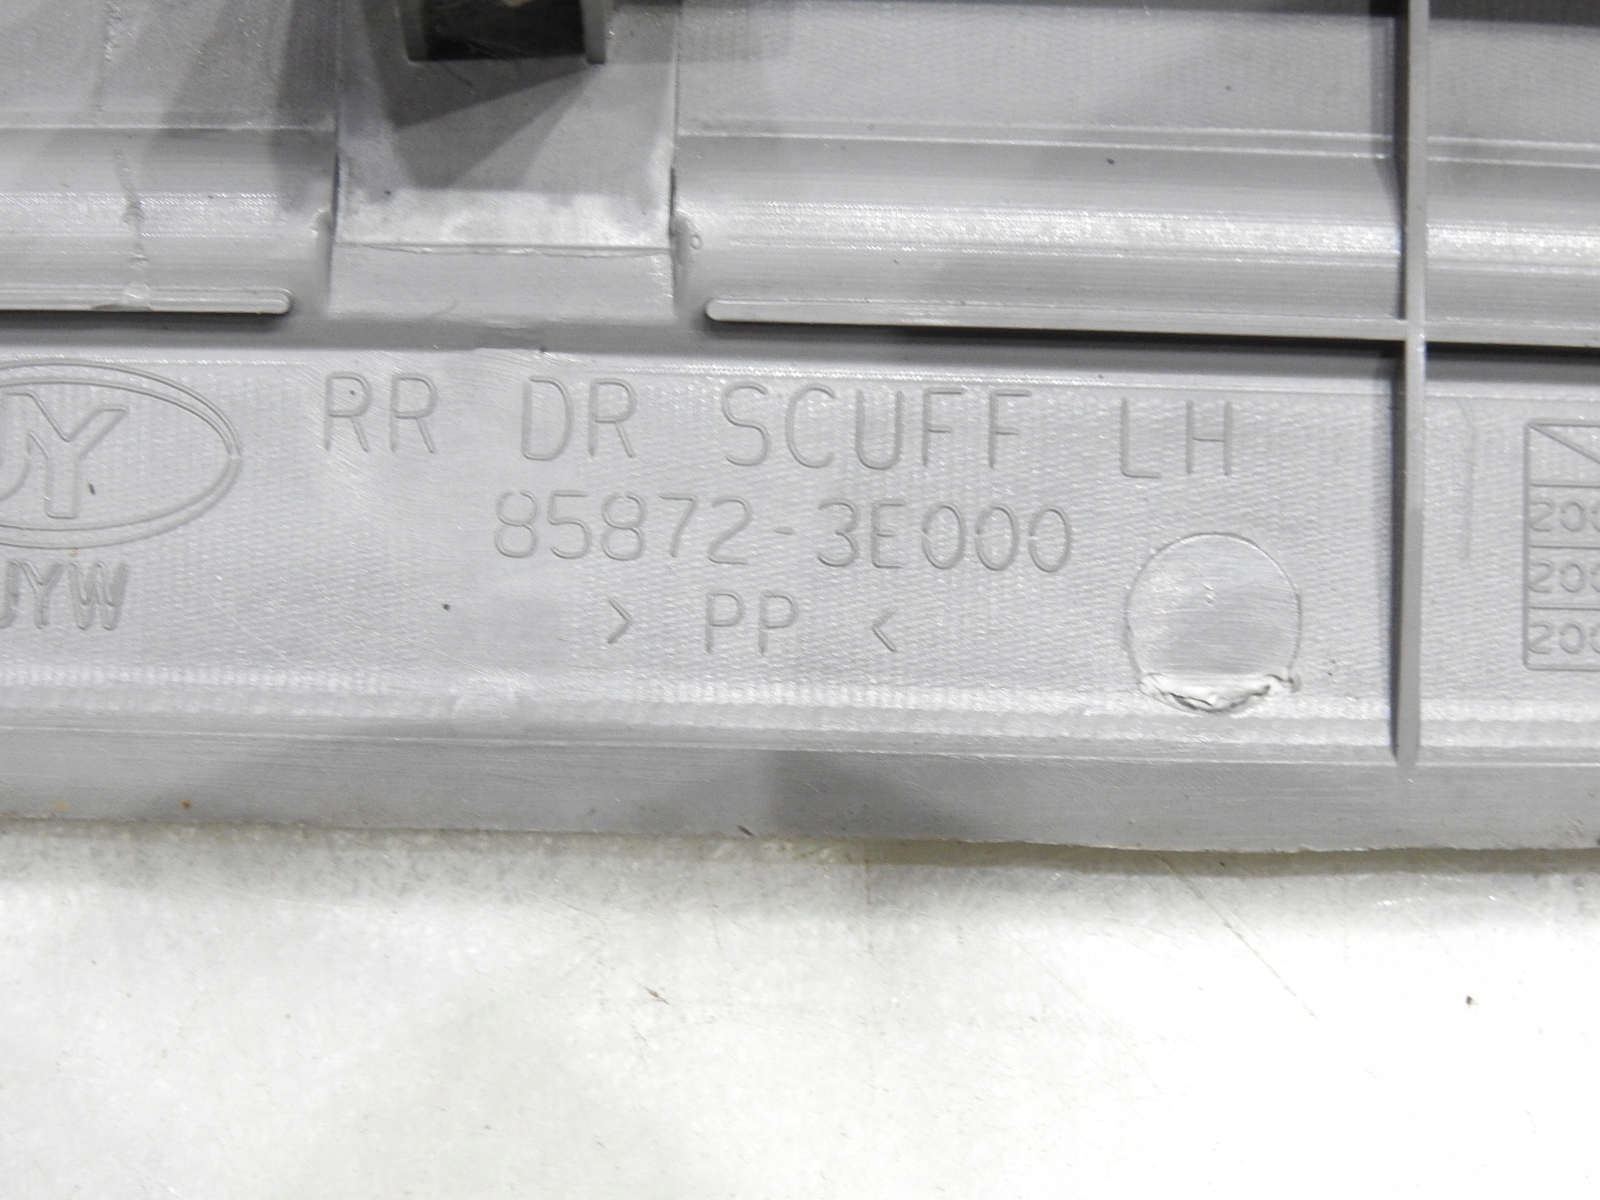 RR DR SCUFF LH
85872-3E000
> PP <